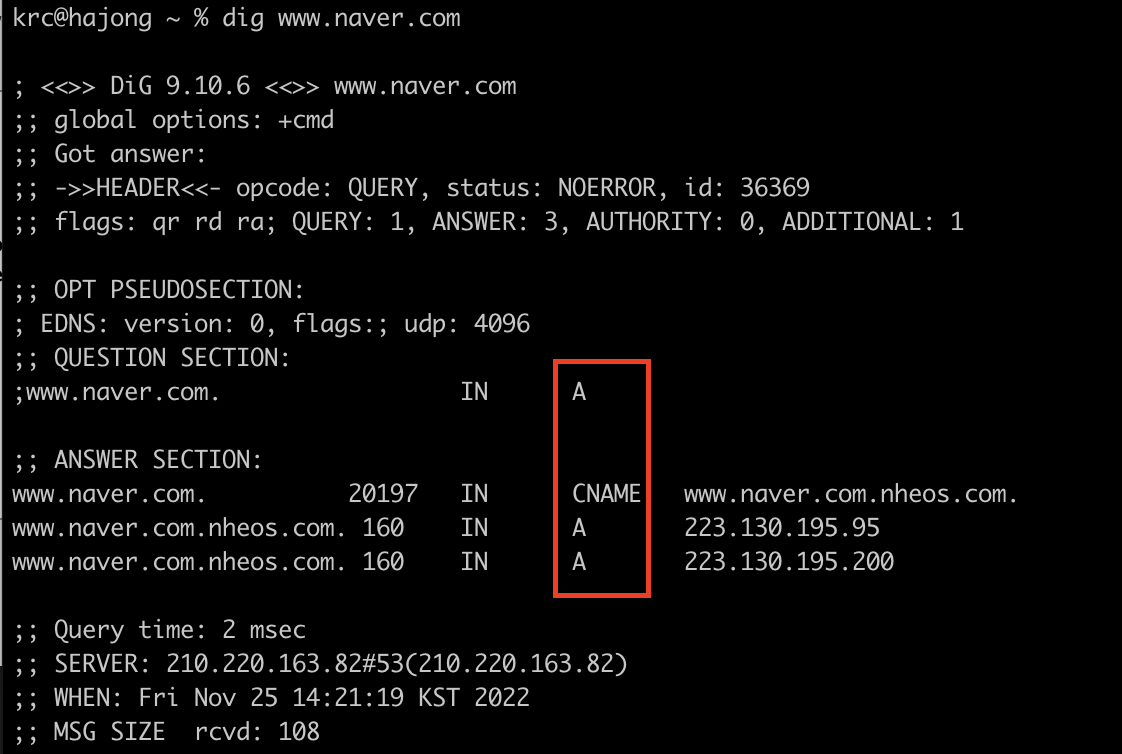 krc@hajong ~ % dig www.naver.com
; <<>> DiG 9.10.6 <<>> www.naver.com
;; global options: +cmd
;; Got answer:
;; ->>HEADER<<- opcode: QUERY, status: NOERROR, id: 36369
;; flags: qr rd ra; QUERY: 1, ANSWER: 3, AUTHORITY: 0, ADDITIONAL: 1
;; OPT PSEUDOSECTION:
; EDNS: version: 0, flags:; udp: 4096
;; QUESTION SECTION:
;www.naver.com. IN A
;; ANSWER SECTION:
www.naver.com. 20197 IN CNAME www.naver.com.nheos.com.
www.naver.com.nheos.com. 160 IN A 223.130.195.95
www.naver.com.nheos.com. 160 IN A 223.130.195.200
;; Query time: 2 msec
;; SERVER: 210.220.163.82#53(210.220.163.82)
;; WHEN: Fri Nov 25 14:21:19 KST 2022
;; MSG SIZE rcvd: 108